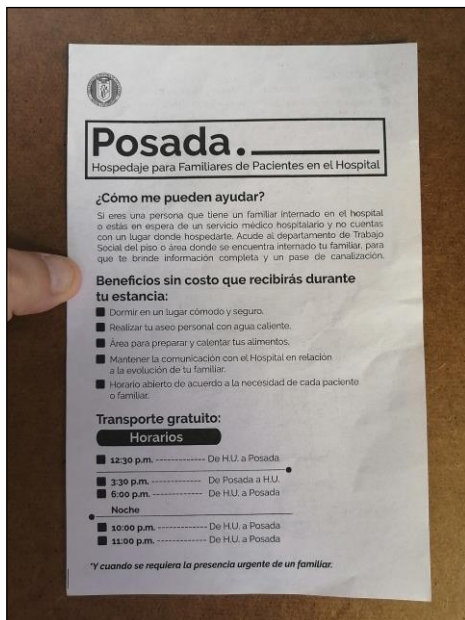 Posada.
Hospedaje para Familiares de Pacientes en el Hospital
¿Cómo me pueden ayudar?
Si eres una persona que tiene un familiar internado en el hospital
o estás en espera de un servicio médico hospitalario y no cuentas
con un lugar donde hospedarte. Acude al departamento de Trabajo
Social del piso o área donde se encuentra internado tu familiar, para
que te brinde información completa y un pase de canalización.
Beneficios sin costo que recibirás durante
tu estancia:
Dormir en un lugar cómodo y seguro.
Realizar tu aseo personal con agua caliente.
Área para preparar y calentar tus alimentos.
Mantener la comunicación con el Hospital en relación
a la evolución de tu familiar.
Horario abierto de acuerdo a la necesidad de cada paciente
o familiar.
Transporte gratuito:
Horarios
12:30 p.m. ------------- De H.U. a Posada
3:30 p.m. ------------- De Posada a H.U.
6:00 p.m. ------------- De H.U. a Posada
Noche
10:00 p.m. ------------- De H.U. a Posada
11:00 p.m. ------------- De H.U. a Posada
*Y cuando se requiera la presencia urgente de un familiar.